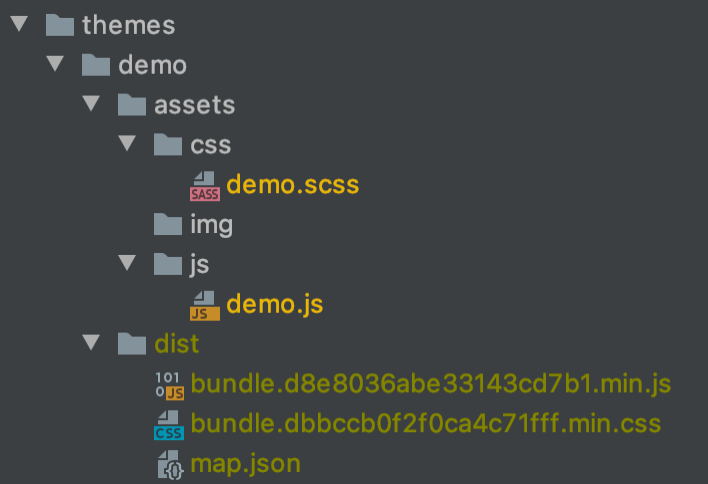 themes
demo
assets
css
SASS demo.scss
img
js
JS demo.js
dist
101 0 JS bundle.d8e8036abe33143cd7b1.min.js
CSS bundle.dbbccb0f2f0ca4c71fff.min.css
{} map.json